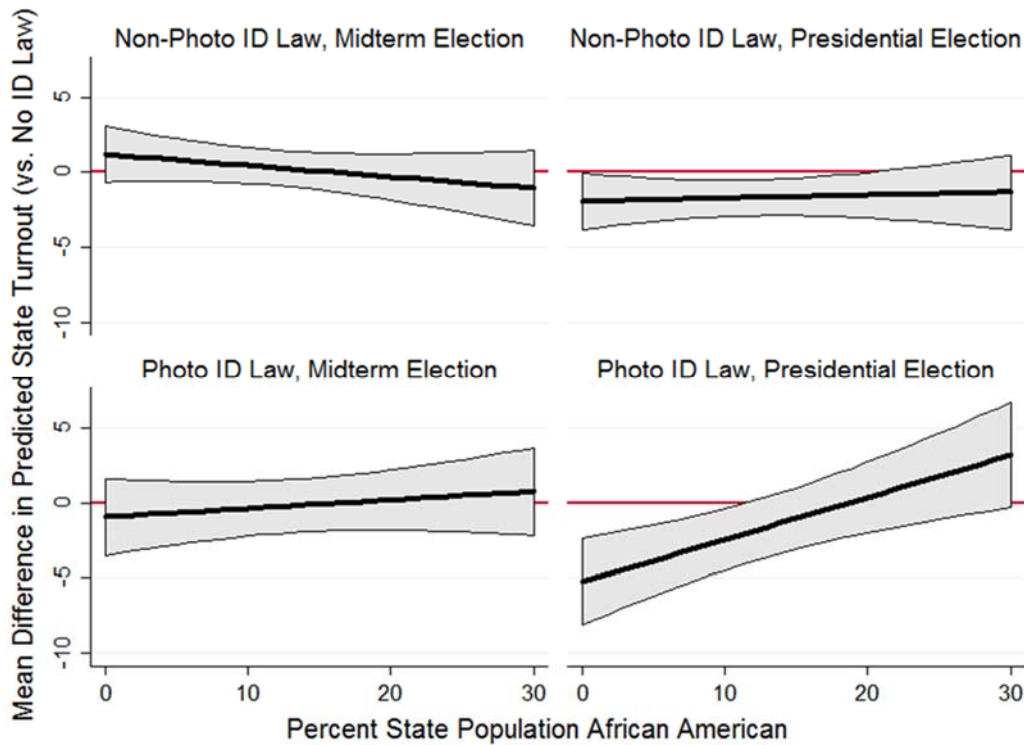 Mean Difference in Predicted State Turnout (vs. No ID Law)
Non-Photo ID Law, Midterm Election
Non-Photo ID Law, Presidential Election
5
0
-5
-10
Photo ID Law, Midterm Election
Photo ID Law, Presidential Election
5
0
-5
-10
0 10 20 30
0 10 20 30
Percent State Population African American